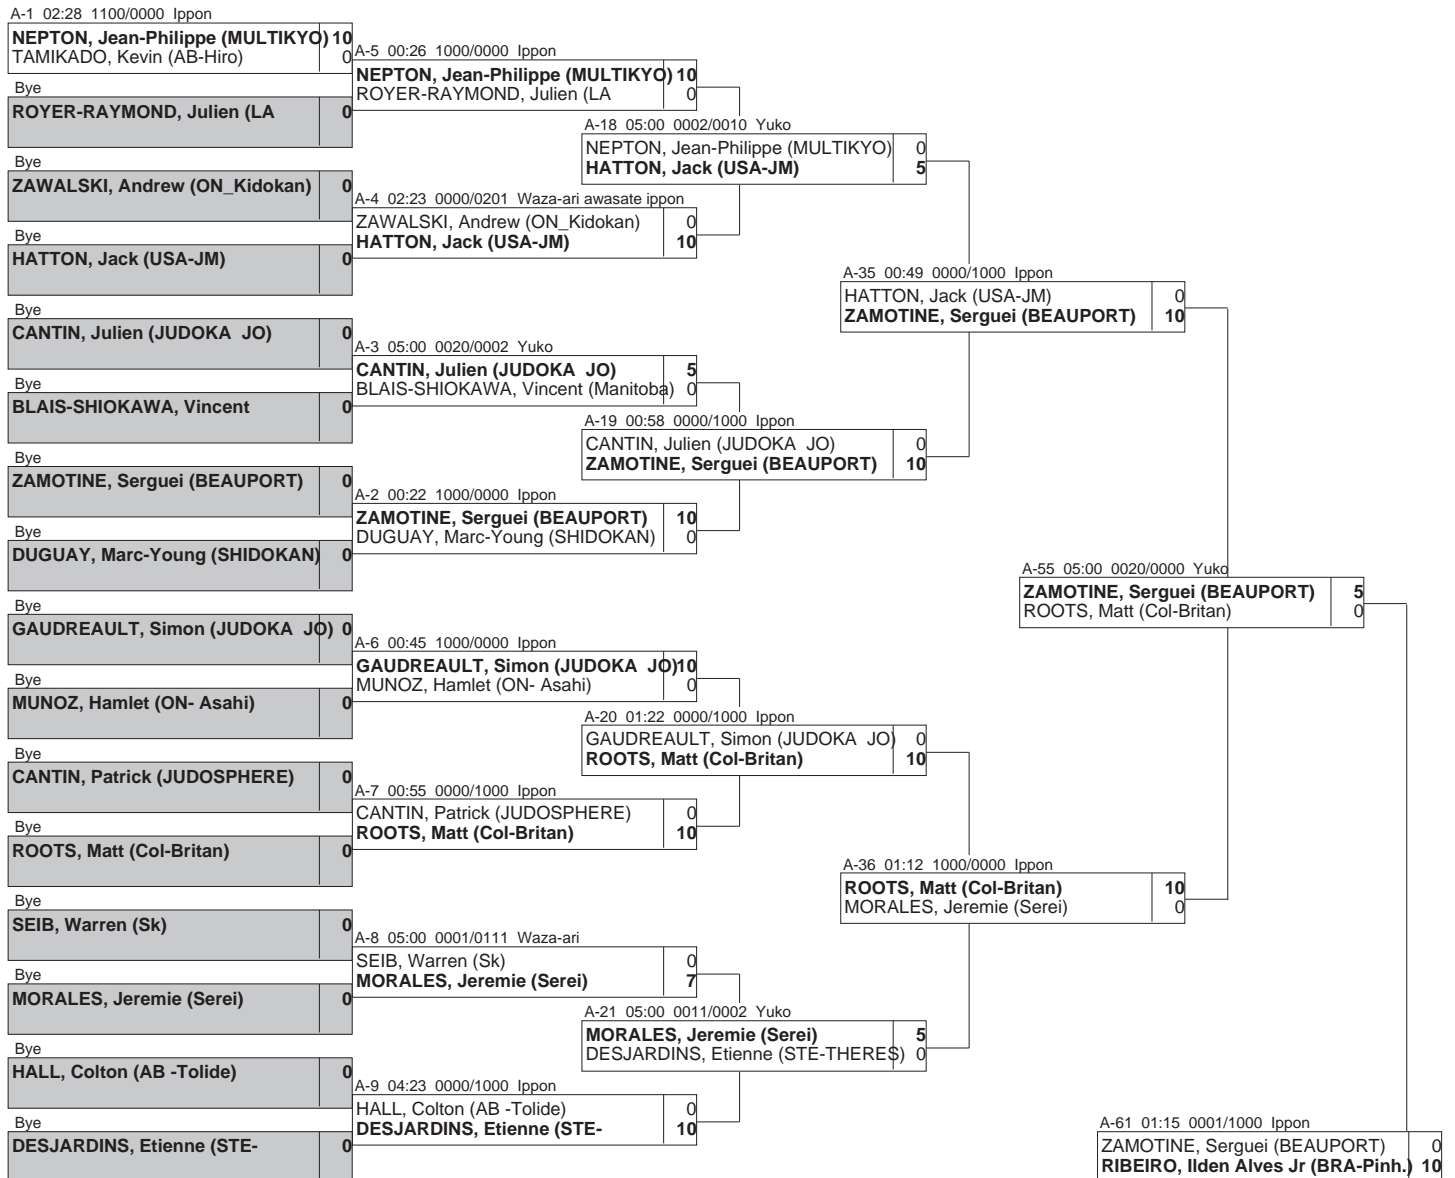 A-1 02:28 1100/0000 Ippon
NEPTON, Jean-Philippe (MULTIKYO) 10
TAMIKADO, Kevin (AB-Hiro) 0
Bye
ROYER-RAYMOND, Julien (LA 0
Bye
ZAWALSKI, Andrew (ON_Kidokan) 0
Bye
HATTON, Jack (USA-JM) 0
Bye
CANTIN, Julien (JUDOKA JO) 0
Bye
BLAIS-SHIOKAWA, Vincent 0
Bye
ZAMOTINE, Serguei (BEAUPORT) 0
Bye
DUGUAY, Marc-Young (SHIDOKAN) 0
Bye
GAUDREAULT, Simon (JUDOKA JO) 0
Bye
MUNOZ, Hamlet (ON- Asahi) 0
Bye
CANTIN, Patrick (JUDOSPHERE) 0
Bye
ROOTS, Matt (Col-Britan) 0
Bye
SEIB, Warren (Sk) 0
Bye
MORALES, Jeremie (Serei) 0
Bye
HALL, Colton (AB -Tolide) 0
Bye
DESJARDINS, Etienne (STE- 0
A-5 00:26 1000/0000 Ippon
NEPTON, Jean-Philippe (MULTIKYO) 10
ROYER-RAYMOND, Julien (LA 0
A-4 02:23 0000/0201 Waza-ari awasate ippon
ZAWALSKI, Andrew (ON_Kidokan) 0
HATTON, Jack (USA-JM) 10
A-3 05:00 0020/0002 Yuko
CANTIN, Julien (JUDOKA JO) 5
BLAIS-SHIOKAWA, Vincent (Manitoba) 0
A-2 00:22 1000/0000 Ippon
ZAMOTINE, Serguei (BEAUPORT) 10
DUGUAY, Marc-Young (SHIDOKAN) 0
A-6 00:45 1000/0000 Ippon
GAUDREAULT, Simon (JUDOKA JO) 10
MUNOZ, Hamlet (ON- Asahi) 0
A-7 00:55 0000/1000 Ippon
CANTIN, Patrick (JUDOSPHERE) 0
ROOTS, Matt (Col-Britan) 10
A-8 05:00 0001/0111 Waza-ari
SEIB, Warren (Sk) 0
MORALES, Jeremie (Serei) 7
A-9 04:23 0000/1000 Ippon
HALL, Colton (AB -Tolide) 0
DESJARDINS, Etienne (STE- 10
A-18 05:00 0002/0010 Yuko
NEPTON, Jean-Philippe (MULTIKYO) 0
HATTON, Jack (USA-JM) 5
A-19 00:58 0000/1000 Ippon
CANTIN, Julien (JUDOKA JO) 0
ZAMOTINE, Serguei (BEAUPORT) 10
A-20 01:22 0000/1000 Ippon
GAUDREAULT, Simon (JUDOKA JO) 0
ROOTS, Matt (Col-Britan) 10
A-21 05:00 0011/0002 Yuko
MORALES, Jeremie (Serei) 5
DESJARDINS, Etienne (STE-THERES) 0
A-35 00:49 0000/1000 Ippon
HATTON, Jack (USA-JM) 0
ZAMOTINE, Serguei (BEAUPORT) 10
A-36 01:12 1000/0000 Ippon
ROOTS, Matt (Col-Britan) 10
MORALES, Jeremie (Serei) 0
A-55 05:00 0020/0000 Yuko
ZAMOTINE, Serguei (BEAUPORT) 5
ROOTS, Matt (Col-Britan) 0
A-61 01:15 0001/1000 Ippon
ZAMOTINE, Serguei (BEAUPORT) 0
RIBEIRO, Ilden Alves Jr (BRA-Pinh.) 10